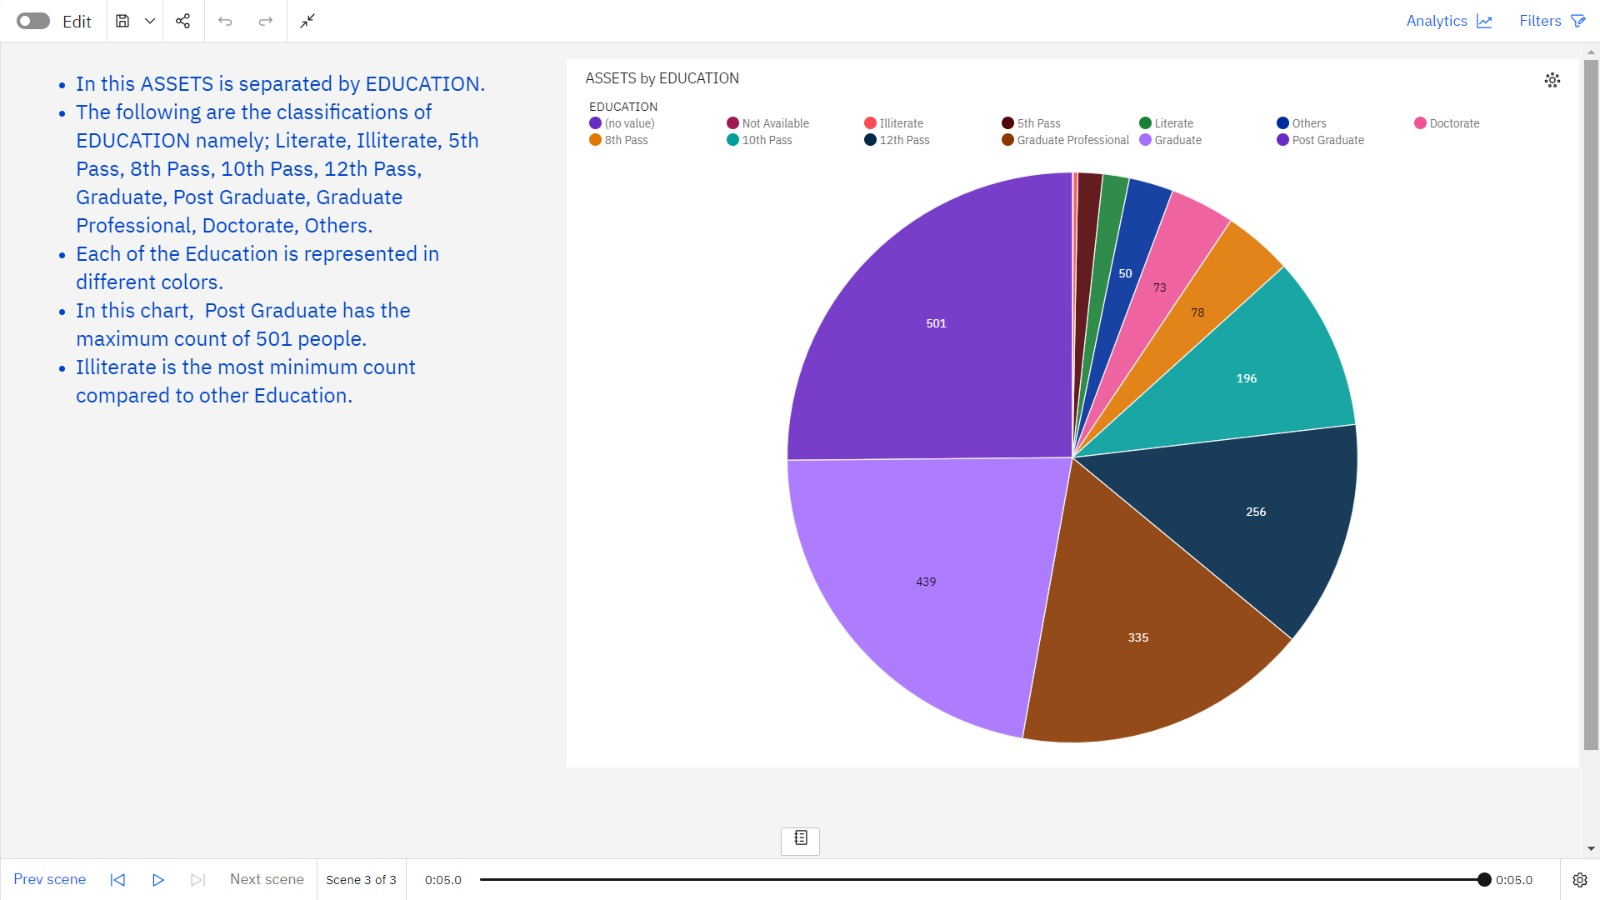 Edit
Analytics
Filters
• In this ASSETS is separated by EDUCATION.
• The following are the classifications of
EDUCATION namely; Literate, Illiterate, 5th
Pass, 8th Pass, 10th Pass, 12th Pass,
Graduate, Post Graduate, Graduate
Professional, Doctorate, Others.
• Each of the Education is represented in
different colors.
• In this chart,  Post Graduate has the
maximum count of 501 people.
• Illiterate is the most minimum count
compared to other Education.
ASSETS by EDUCATION
EDUCATION
(no value) Not Available Illiterate 5th Pass Literate Others Doctorate
8th Pass 10th Pass 12th Pass Graduate Professional Graduate Post Graduate
50
73
78
501
196
256
439
335
Prev scene
Next scene
Scene 3 of 3
0:05.0
0:05.0